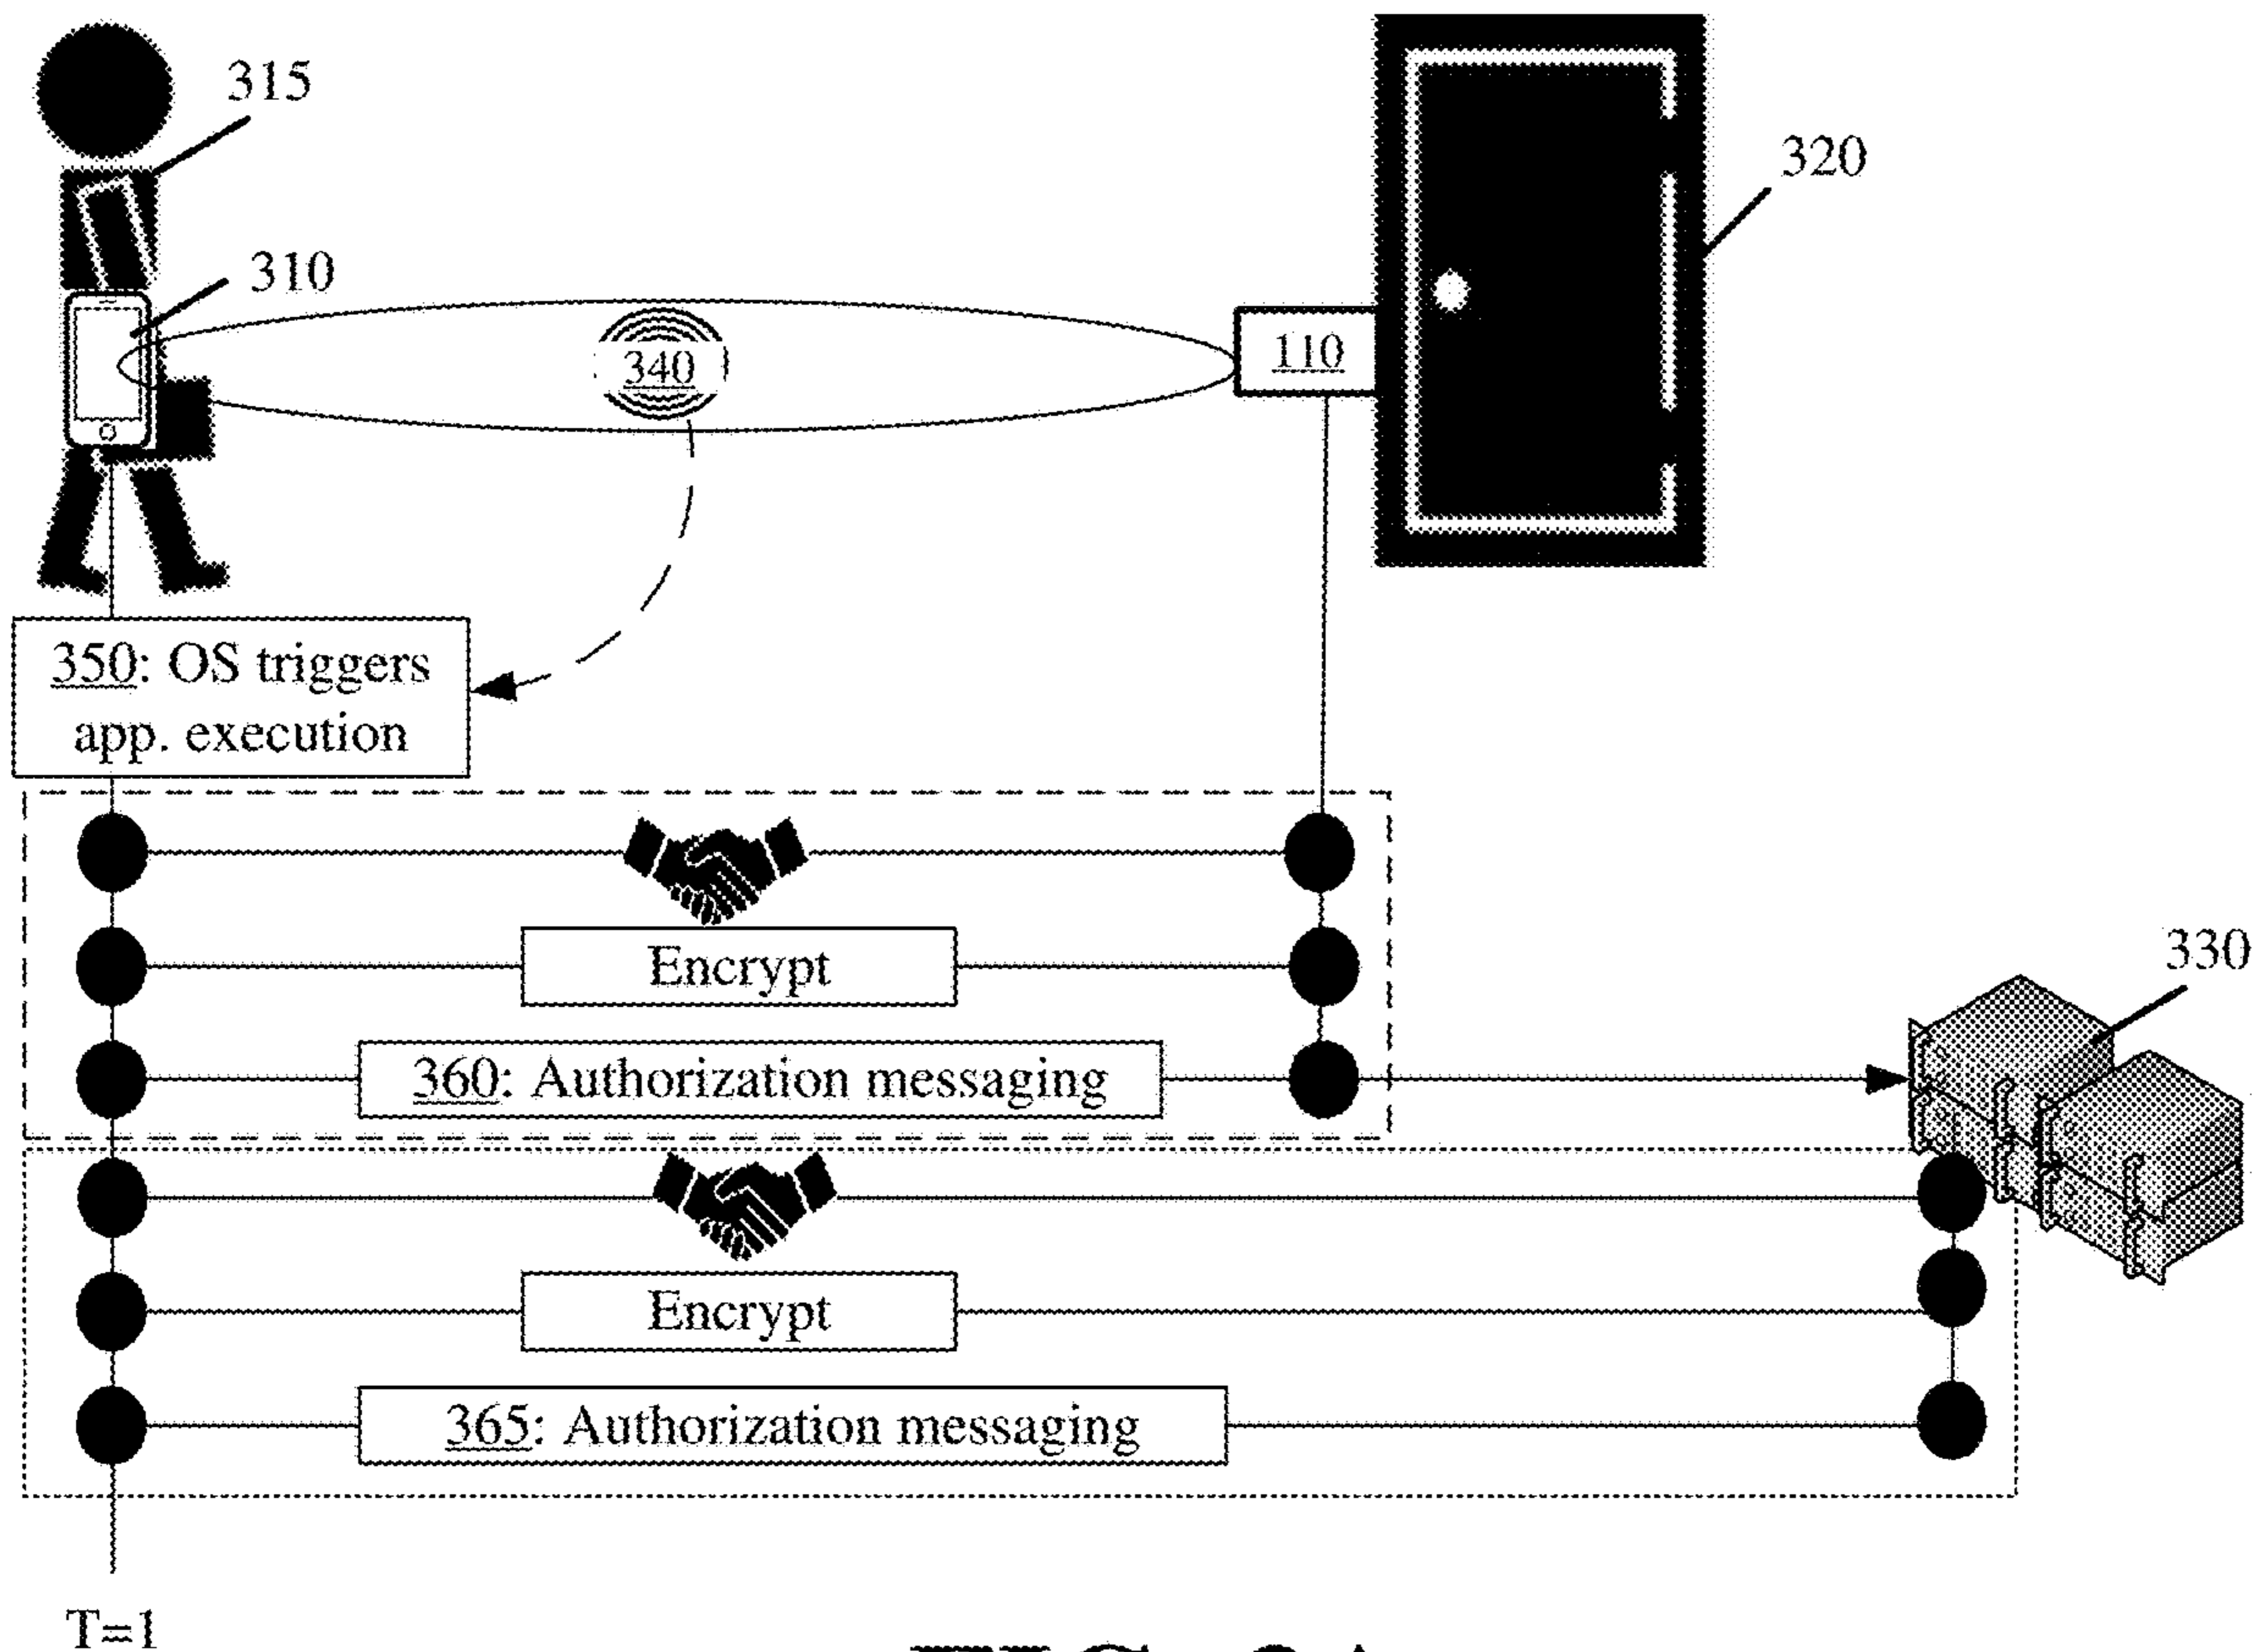 315
320
310
340
110
350: OS triggers
app. execution
Encrypt
330
360: Authorization messaging
Encrypt
365: Authorization messaging
T=1